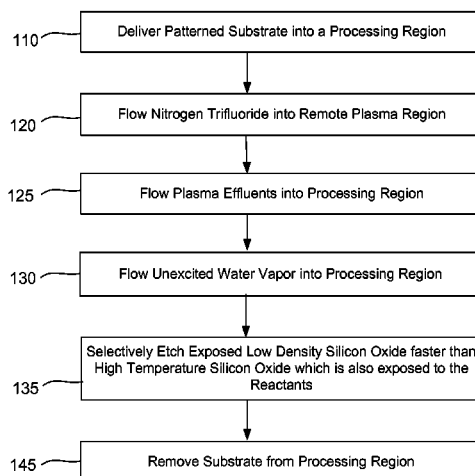 Deliver Patterned Substrate into a Processing Region
110
Flow Nitrogen Trifluoride into Remote Plasma Region
120
Flow Plasma Effluents into Processing Region
125
Flow Unexcited Water Vapor into Processing Region
130
Selectively Etch Exposed Low Density Silicon Oxide faster than
High Temperature Silicon Oxide which is also exposed to the
Reactants
135
Remove Substrate from Processing Region
145